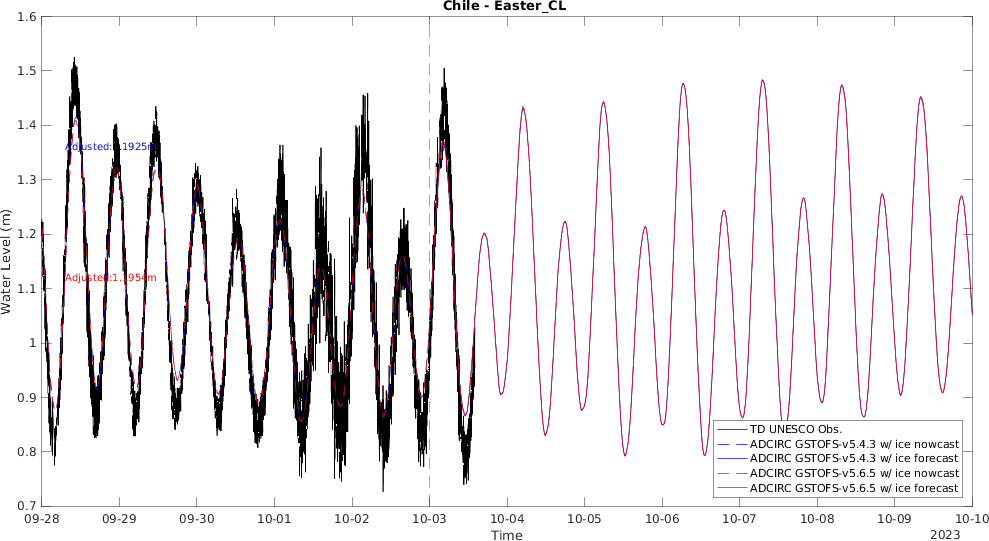 Chile - Easter_CL
1.6
1.5
1.4
1.3
1.2
1.1
1
0.9
0.8
0.7
Water Level (m)
Adjusted:1.1925m
Adjusted:1.1954m
TD UNESCO Obs.
ADCIRC GSTOFS-v5.4.3 w/ ice nowcast
ADCIRC GSTOFS-v5.4.3 w/ ice forecast
ADCIRC GSTOFS-v5.6.5 w/ ice nowcast
ADCIRC GSTOFS-v5.6.5 w/ ice forecast
09-28 09-29 09-30 10-01 10-02 10-03 10-04 10-05 10-06 10-07 10-08 10-09 10-10
Time
2023